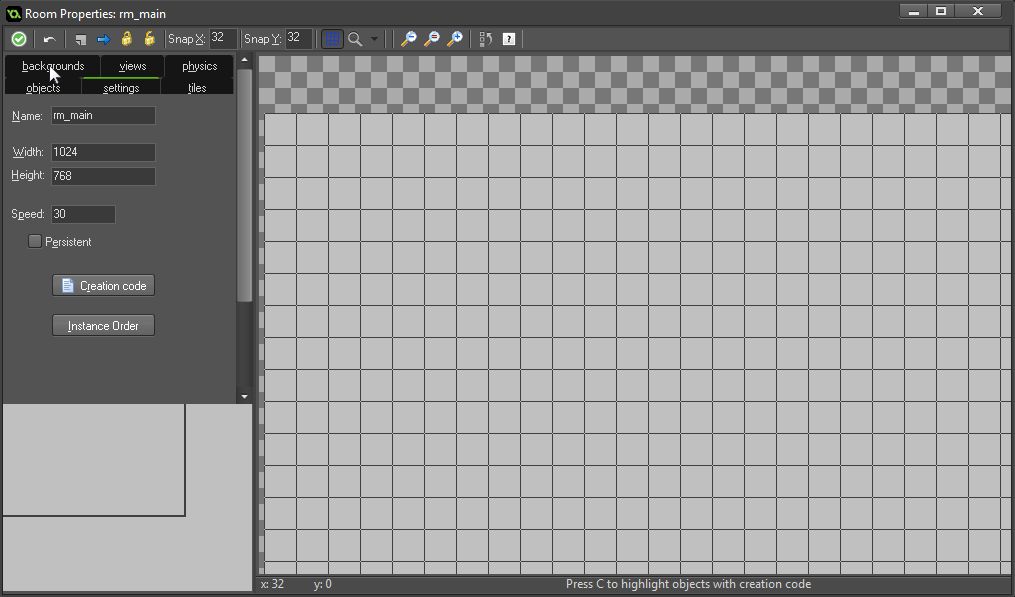 Room Properties: rm_main
Snap X: 32 Snap Y: 32
backgrounds views physics
objects settings tiles
Name: rm_main
Width: 1024
Height: 768
Speed: 30
Persistent
Creation code
Instance Order
x: 32 y: 0 Press C to highlight objects with creation code